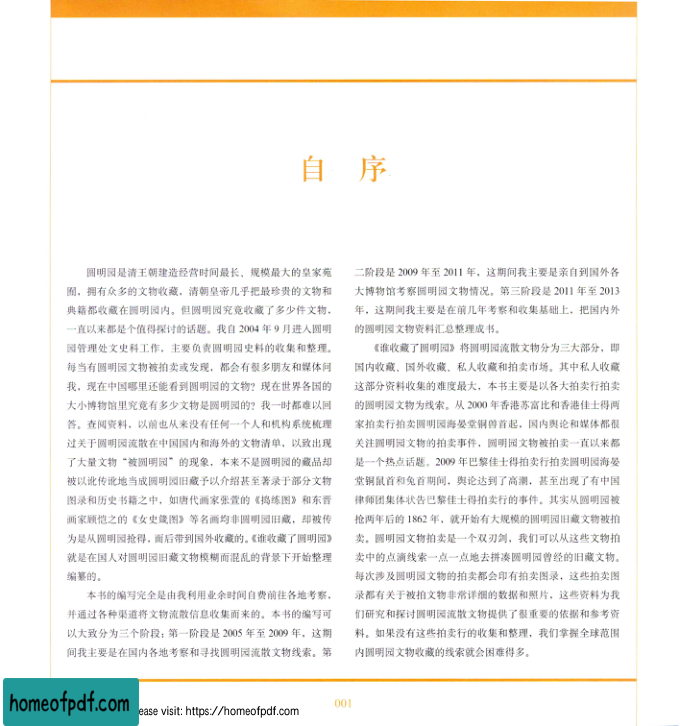 自 序
圆明园是清王朝建造经营时间最长、规模最大的皇家苑
囿，拥有众多的文物收藏，清朝皇帝几乎把最珍贵的文物和
典籍都收藏在圆明园内。但圆明园究竟收藏了多少件文物，
一直以来都是个值得探讨的话题。我自 2004 年 9 月进入圆明
园管理处文史科工作，主要负责圆明园史料的收集和整理。
每当有圆明园文物被拍卖或发现，都会有很多朋友和媒体问
我，现在中国哪里还能看到圆明园的文物？现在世界各国的
大小博物馆里究竟有多少文物是圆明园的？我一时都难以回
答。查阅资料，以前也从来没有任何一个人和机构系统梳理
过关于圆明园流散在中国国内和海外的文物清单，以致出现
了大量文物“被圆明园”的现象，本来不是圆明园的藏品却
被以讹传讹地当成圆明园旧藏予以介绍甚至著录于部分文物
图录和历史书籍之中，如唐代画家张萱的《捣练图》和东晋
画家顾恺之的《女史箴图》等名画均非圆明园旧藏，却被传
为是从圆明园抢得，而后带到国外收藏的。《谁收藏了圆明园》
就是在国人对圆明园旧藏文物模糊而混乱的背景下开始整理
编纂的。
本书的编写完全是由我利用业余时间自费前往各地考察，
并通过各种渠道将文物流散信息收集而来的。本书的编写可
以大致分为三个阶段：第一阶段是 2005 年至 2009 年，这期
间我主要是在国内各地考察和寻找圆明园流散文物线索。第
二阶段是 2009 年至 2011 年，这期间我主要是亲自到国外各
大博物馆考察圆明园文物情况。第三阶段是 2011 年至 2013
年，这期间我主要是在前几年考察和收集基础上，把国内外
的圆明园文物资料汇总整理成书。
《谁收藏了圆明园》将圆明园流散文物分为三大部分，即
国内收藏、国外收藏、私人收藏和拍卖市场。其中私人收藏
这部分资料收集的难度最大，本书主要是以各大拍卖行拍卖
的圆明园文物为线索。从 2000 年香港苏富比和香港佳士得两
家拍卖行拍卖圆明园海晏堂铜兽首起，国内舆论和媒体都很
关注圆明园文物的拍卖事件，圆明园文物被拍卖一直以来都
是一个热点话题。2009 年巴黎佳士得拍卖行拍卖圆明园海晏
堂铜鼠首和兔首期间，舆论达到了高潮，甚至出现了有中国
律师团集体状告巴黎佳士得拍卖行的事件。其实从圆明园被
抢两年后的 1862 年，就开始有大规模的圆明园旧藏文物被拍
卖。圆明园文物拍卖是一个双刃剑，我们可以从这些文物拍
卖中的点滴线索一点一点地去拼凑圆明园曾经的旧藏文物。
每次涉及圆明园文物的拍卖都会印有拍卖图录，这些拍卖图
录都有关于被拍文物非常详细的数据和照片，这些资料为我
们研究和探讨圆明园流散文物提供了很重要的依据和参考资
料。如果没有这些拍卖行的收集和整理，我们掌握全球范围
内圆明园文物收藏的线索就会困难得多。
001
homeofpdf.com
ease visit: https://homeofpdf.com